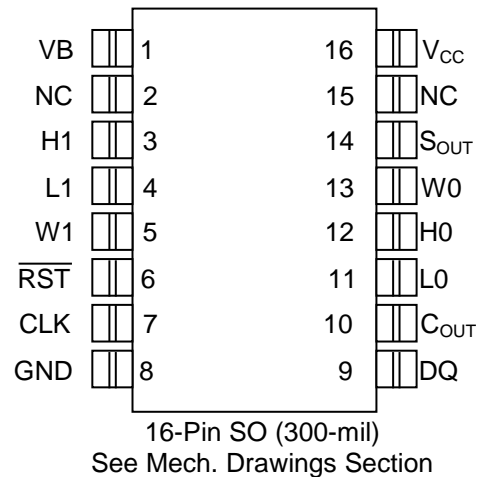 VB 1 16 VCC
NC 2 15 NC
H1 3 14 SOUT
L1 4 13 W0
W1 5 12 H0
RST 6 11 L0
CLK 7 10 COUT
GND 8 9 DQ
16-Pin SO (300-mil)
See Mech. Drawings Section